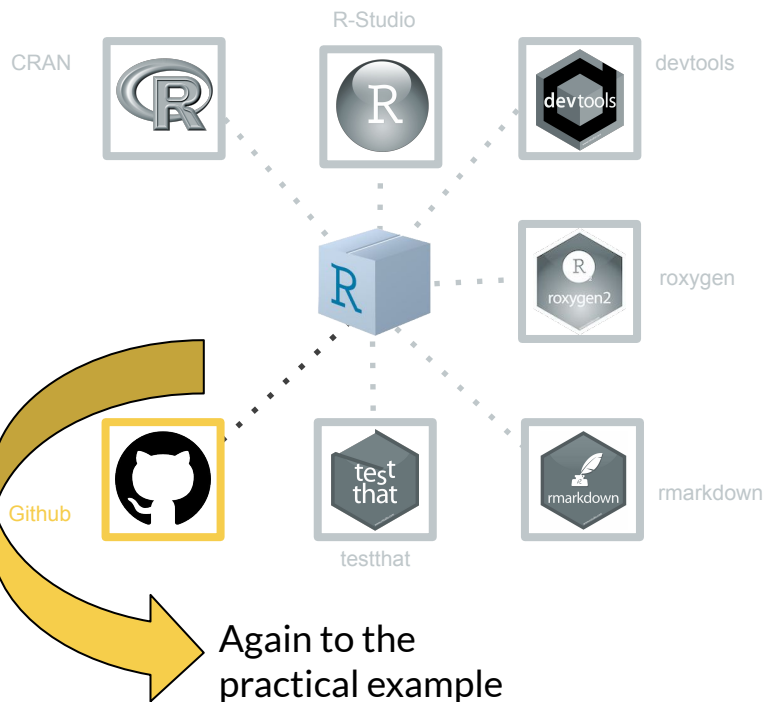 R-Studio
CRAN
R
R
devtools
devtools
R
R
roxygen2
roxygen
Github
test
that
testthat
rmarkdown
rmarkdown
Again to the
practical example